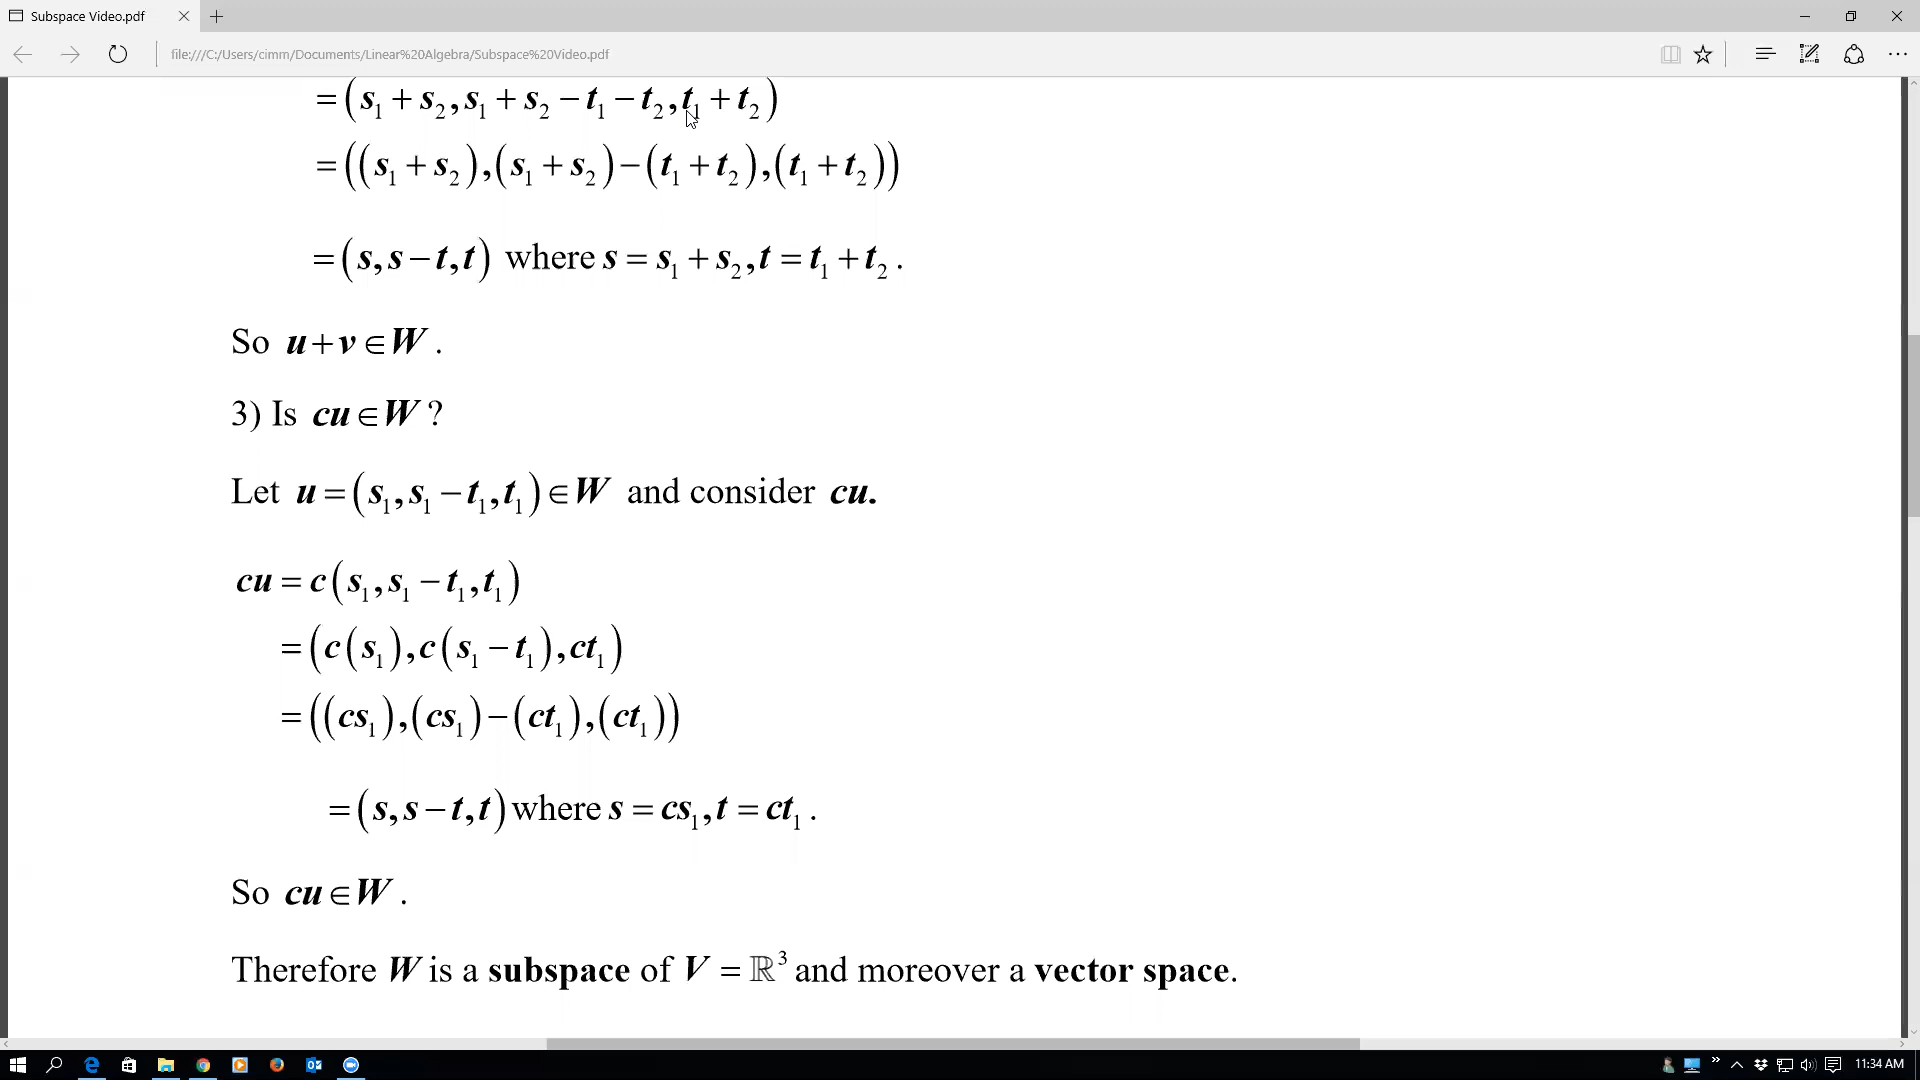 Subspace Video.pdf
file:///C:/Users/cimm/Documents/Linear%20Algebra/Subspace%20Video.pdf
=(s₁+s₂,s₁+s₂−t₁−t₂,t₁+t₂)
=((s₁+s₂),(s₁+s₂)−(t₁+t₂),(t₁+t₂))
=(s,s−t,t) where s=s₁+s₂,t=t₁+t₂.
So u+v∈W.
3) Is cu∈W?
Let u=(s₁,s₁−t₁,t₁)∈W and consider cu.
cu=c(s₁,s₁−t₁,t₁)
=(c(s₁),c(s₁−t₁),ct₁)
=((cs₁),(cs₁)−(ct₁),(ct₁))
=(s,s−t,t) where s=cs₁,t=ct₁.
So cu∈W.
Therefore W is a subspace of V=ℝ³ and moreover a vector space.
11:34 AM